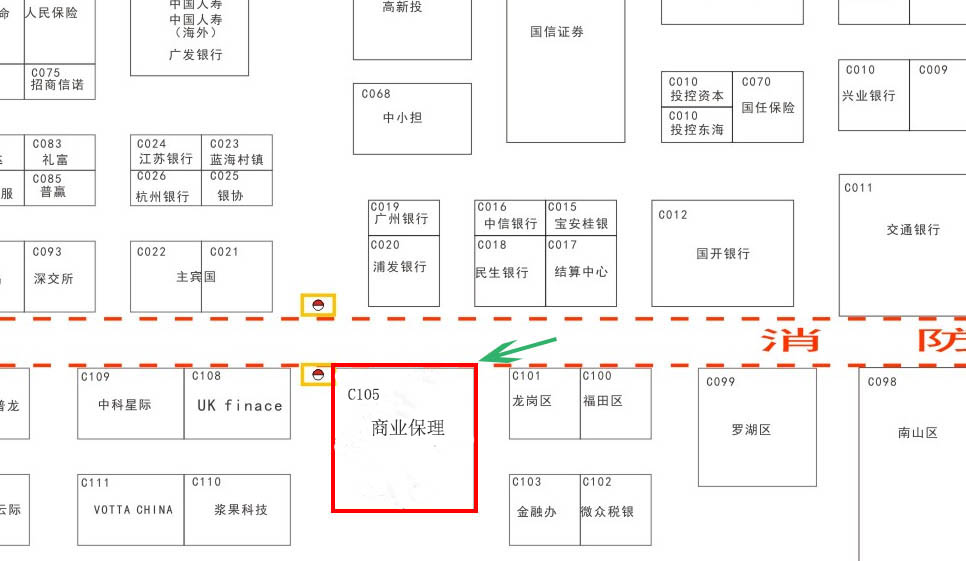 人民保险
C075
招商信诺
中国人寿
中国人寿
（海外）
广发银行
高新投
国信证券
C068
中小担
C010
投控资本
C010
投控东海
C070
国任保险
C010
兴业银行
C009
C083
礼富
C085
普赢
服
C024
江苏银行
C023
蓝海村镇
C026
杭州银行
C025
银协
C019
广州银行
C020
浦发银行
C016
中信银行
C015
宝安桂银
C018
民生银行
C017
结算中心
C012
国开银行
C011
交通银行
C093
深交所
C022
C021
主宾国
消 防
普龙
C109
中科星际
C108
UK finace
C105
商业保理
C101
龙岗区
C100
福田区
C099
罗湖区
C098
南山区
云际
C111
VOTTA CHINA
C110
浆果科技
C103
金融办
C102
微众税银